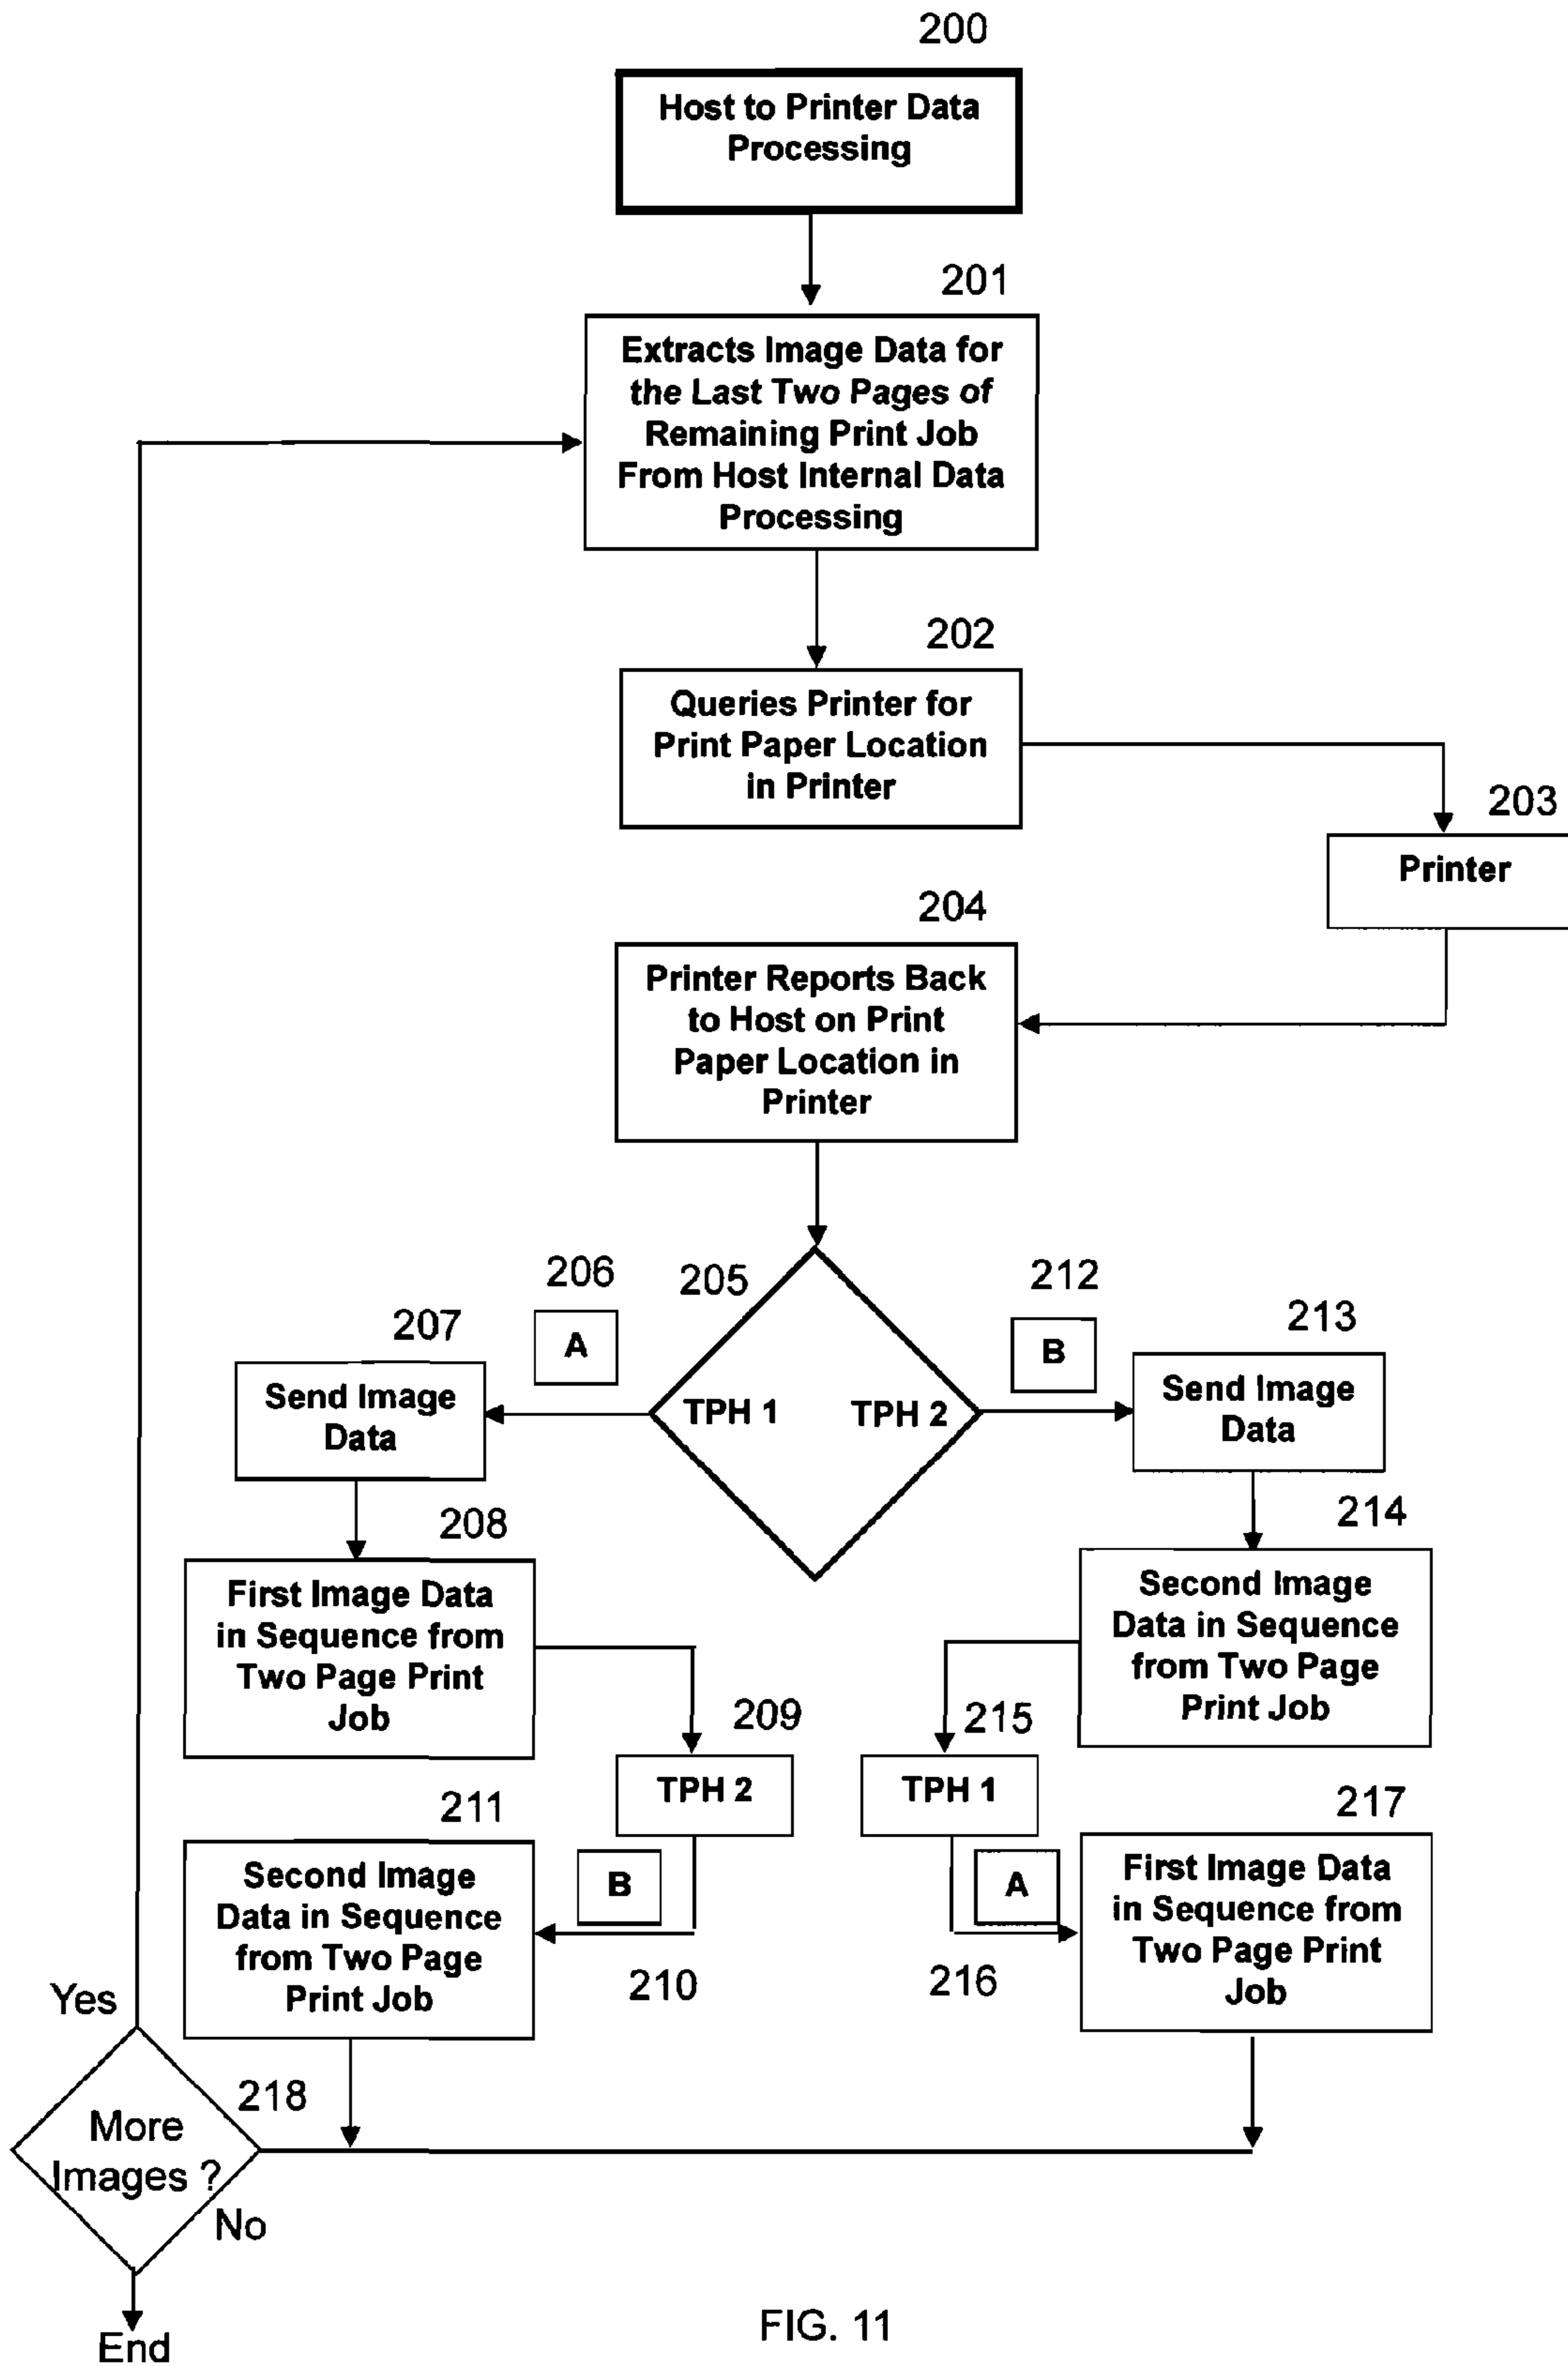 200
Host to Printer Data
Processing
201
Extracts Image Data for
the Last Two Pages of
Remaining Print Job
From Host Internal Data
Processing
202
Queries Printer for
Print Paper Location
in Printer
203
Printer
204
Printer Reports Back
to Host on Print
Paper Location in
Printer
205
TPH 1
TPH 2
206
A
207
Send Image
Data
208
First Image Data
in Sequence from
Two Page Print
Job
209
TPH 2
B
210
211
Second Image
Data in Sequence
from Two Page
Print Job
212
B
213
Send Image
Data
214
Second Image
Data in Sequence
from Two Page
Print Job
215
TPH 1
A
216
217
First Image Data
in Sequence from
Two Page Print
Job
Yes
218
More
Images ?
No
End
FIG. 11